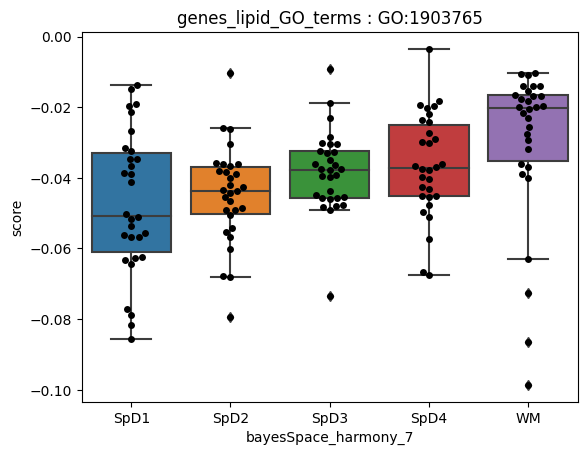 genes_lipid_GO_terms : GO:1903765
0.00
−0.02
−0.04
−0.06
−0.08
−0.10
score
SpD1 SpD2 SpD3 SpD4 WM
bayesSpace_harmony_7